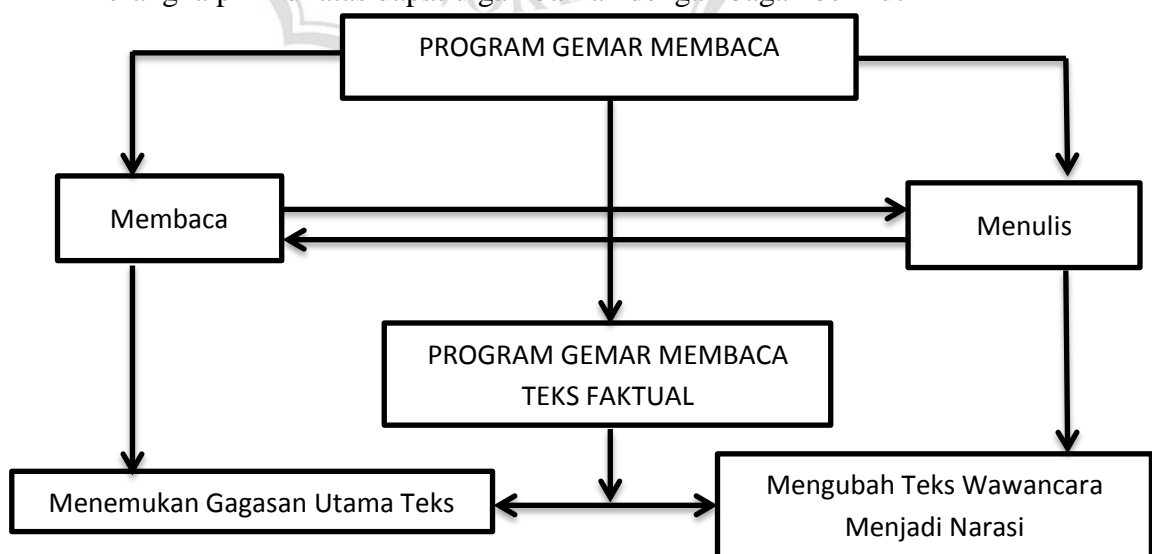 PROGRAM GEMAR MEMBACA
Membaca
Menulis
PROGRAM GEMAR MEMBACA
TEKS FAKTUAL
Menemukan Gagasan Utama Teks
Mengubah Teks Wawancara
Menjadi Narasi